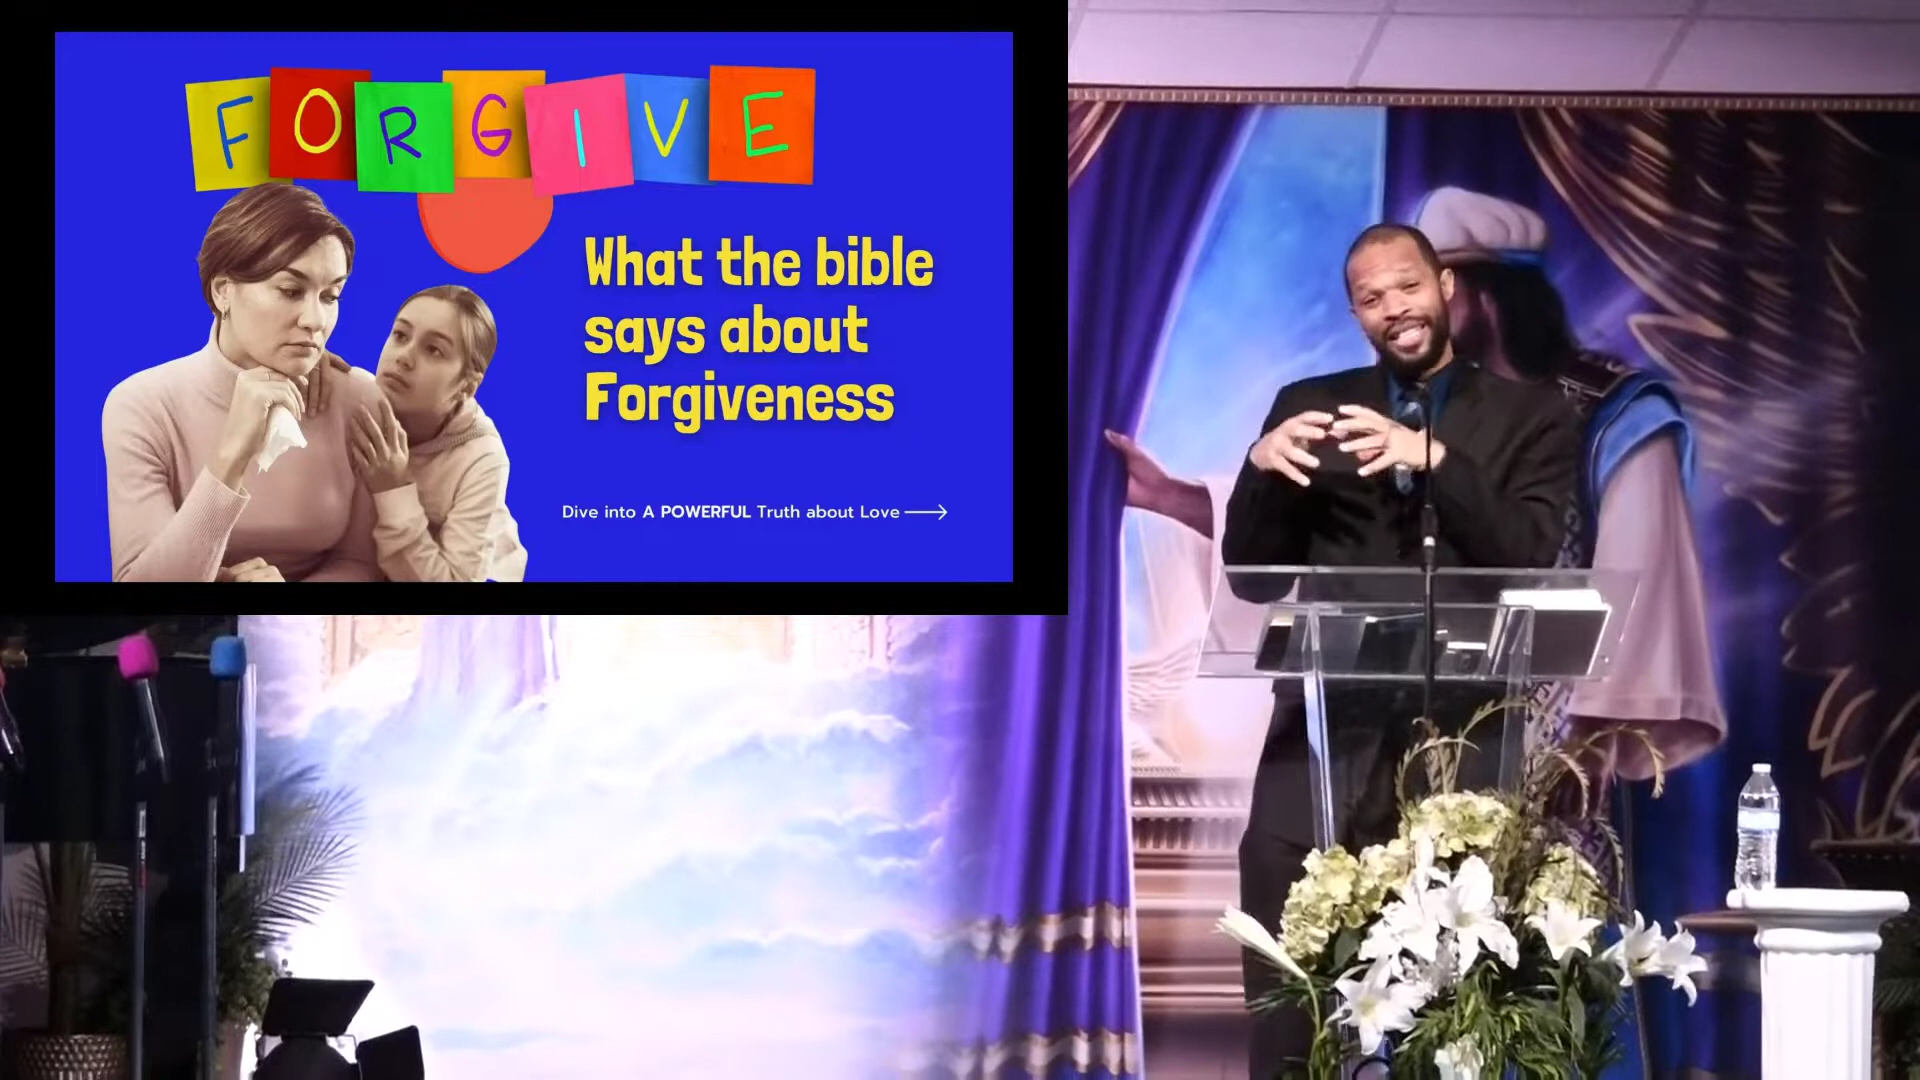 FORGIVE
What the bible
says about
Forgiveness
Dive into A POWERFUL Truth about Love